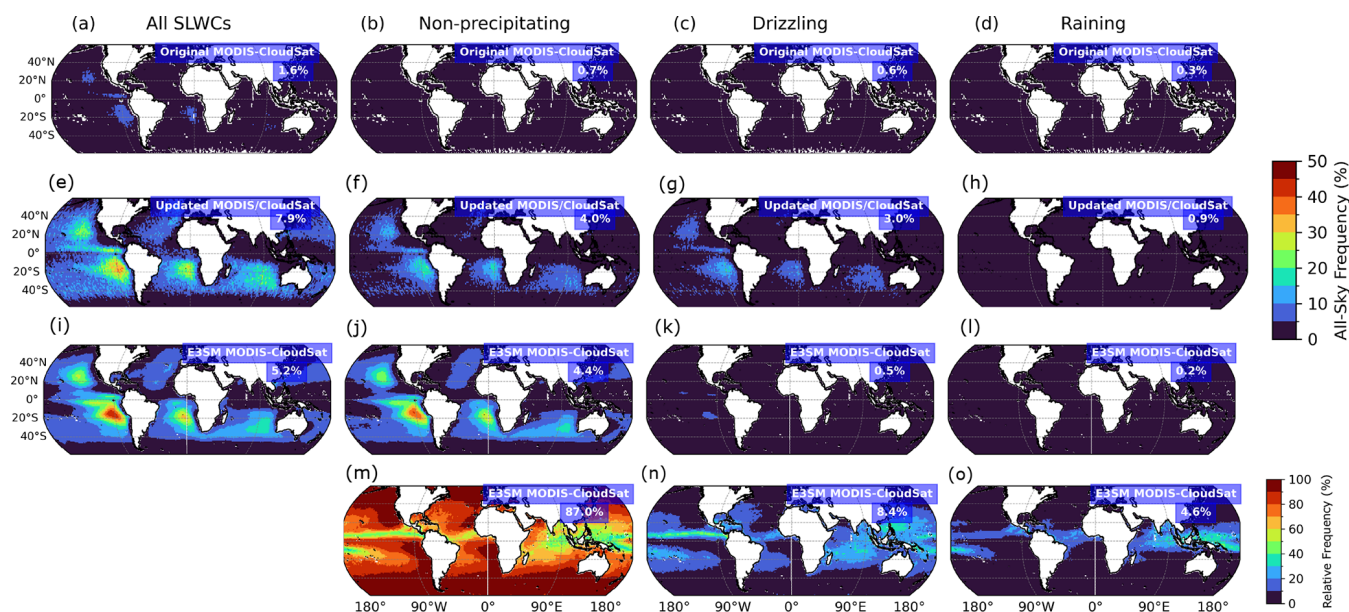 (a) All SLWCs (b) Non-precipitating (c) Drizzling (d) Raining
Original MODIS-CloudSat Original MODIS-CloudSat Original MODIS-CloudSat Original MODIS-CloudSat
40°N 1.6% 0.7% 0.6% 0.3%
20°N
0°
20°S
40°S
(e) (f) (g) (h)
Updated MODIS/CloudSat Updated MODIS/CloudSat Updated MODIS/CloudSat Updated MODIS/CloudSat
40°N 7.9% 4.0% 3.0% 0.9%
20°N
0°
20°S
40°S
(i) (j) (k) (l)
E3SM MODIS-CloudSat E3SM MODIS-CloudSat E3SM MODIS-CloudSat E3SM MODIS-CloudSat
40°N 5.2% 4.4% 0.5% 0.2%
20°N
0°
20°S
40°S
(m) (n) (o)
E3SM MODIS-CloudSat E3SM MODIS-CloudSat E3SM MODIS-CloudSat
87.0% 8.4% 4.6%
180° 90°W 0° 90°E 180° 180° 90°W 0° 90°E 180° 180° 90°W 0° 90°E 180°
50
40
30
20
10
0
All-Sky Frequency (%)
100
80
60
40
20
0
Relative Frequency (%)